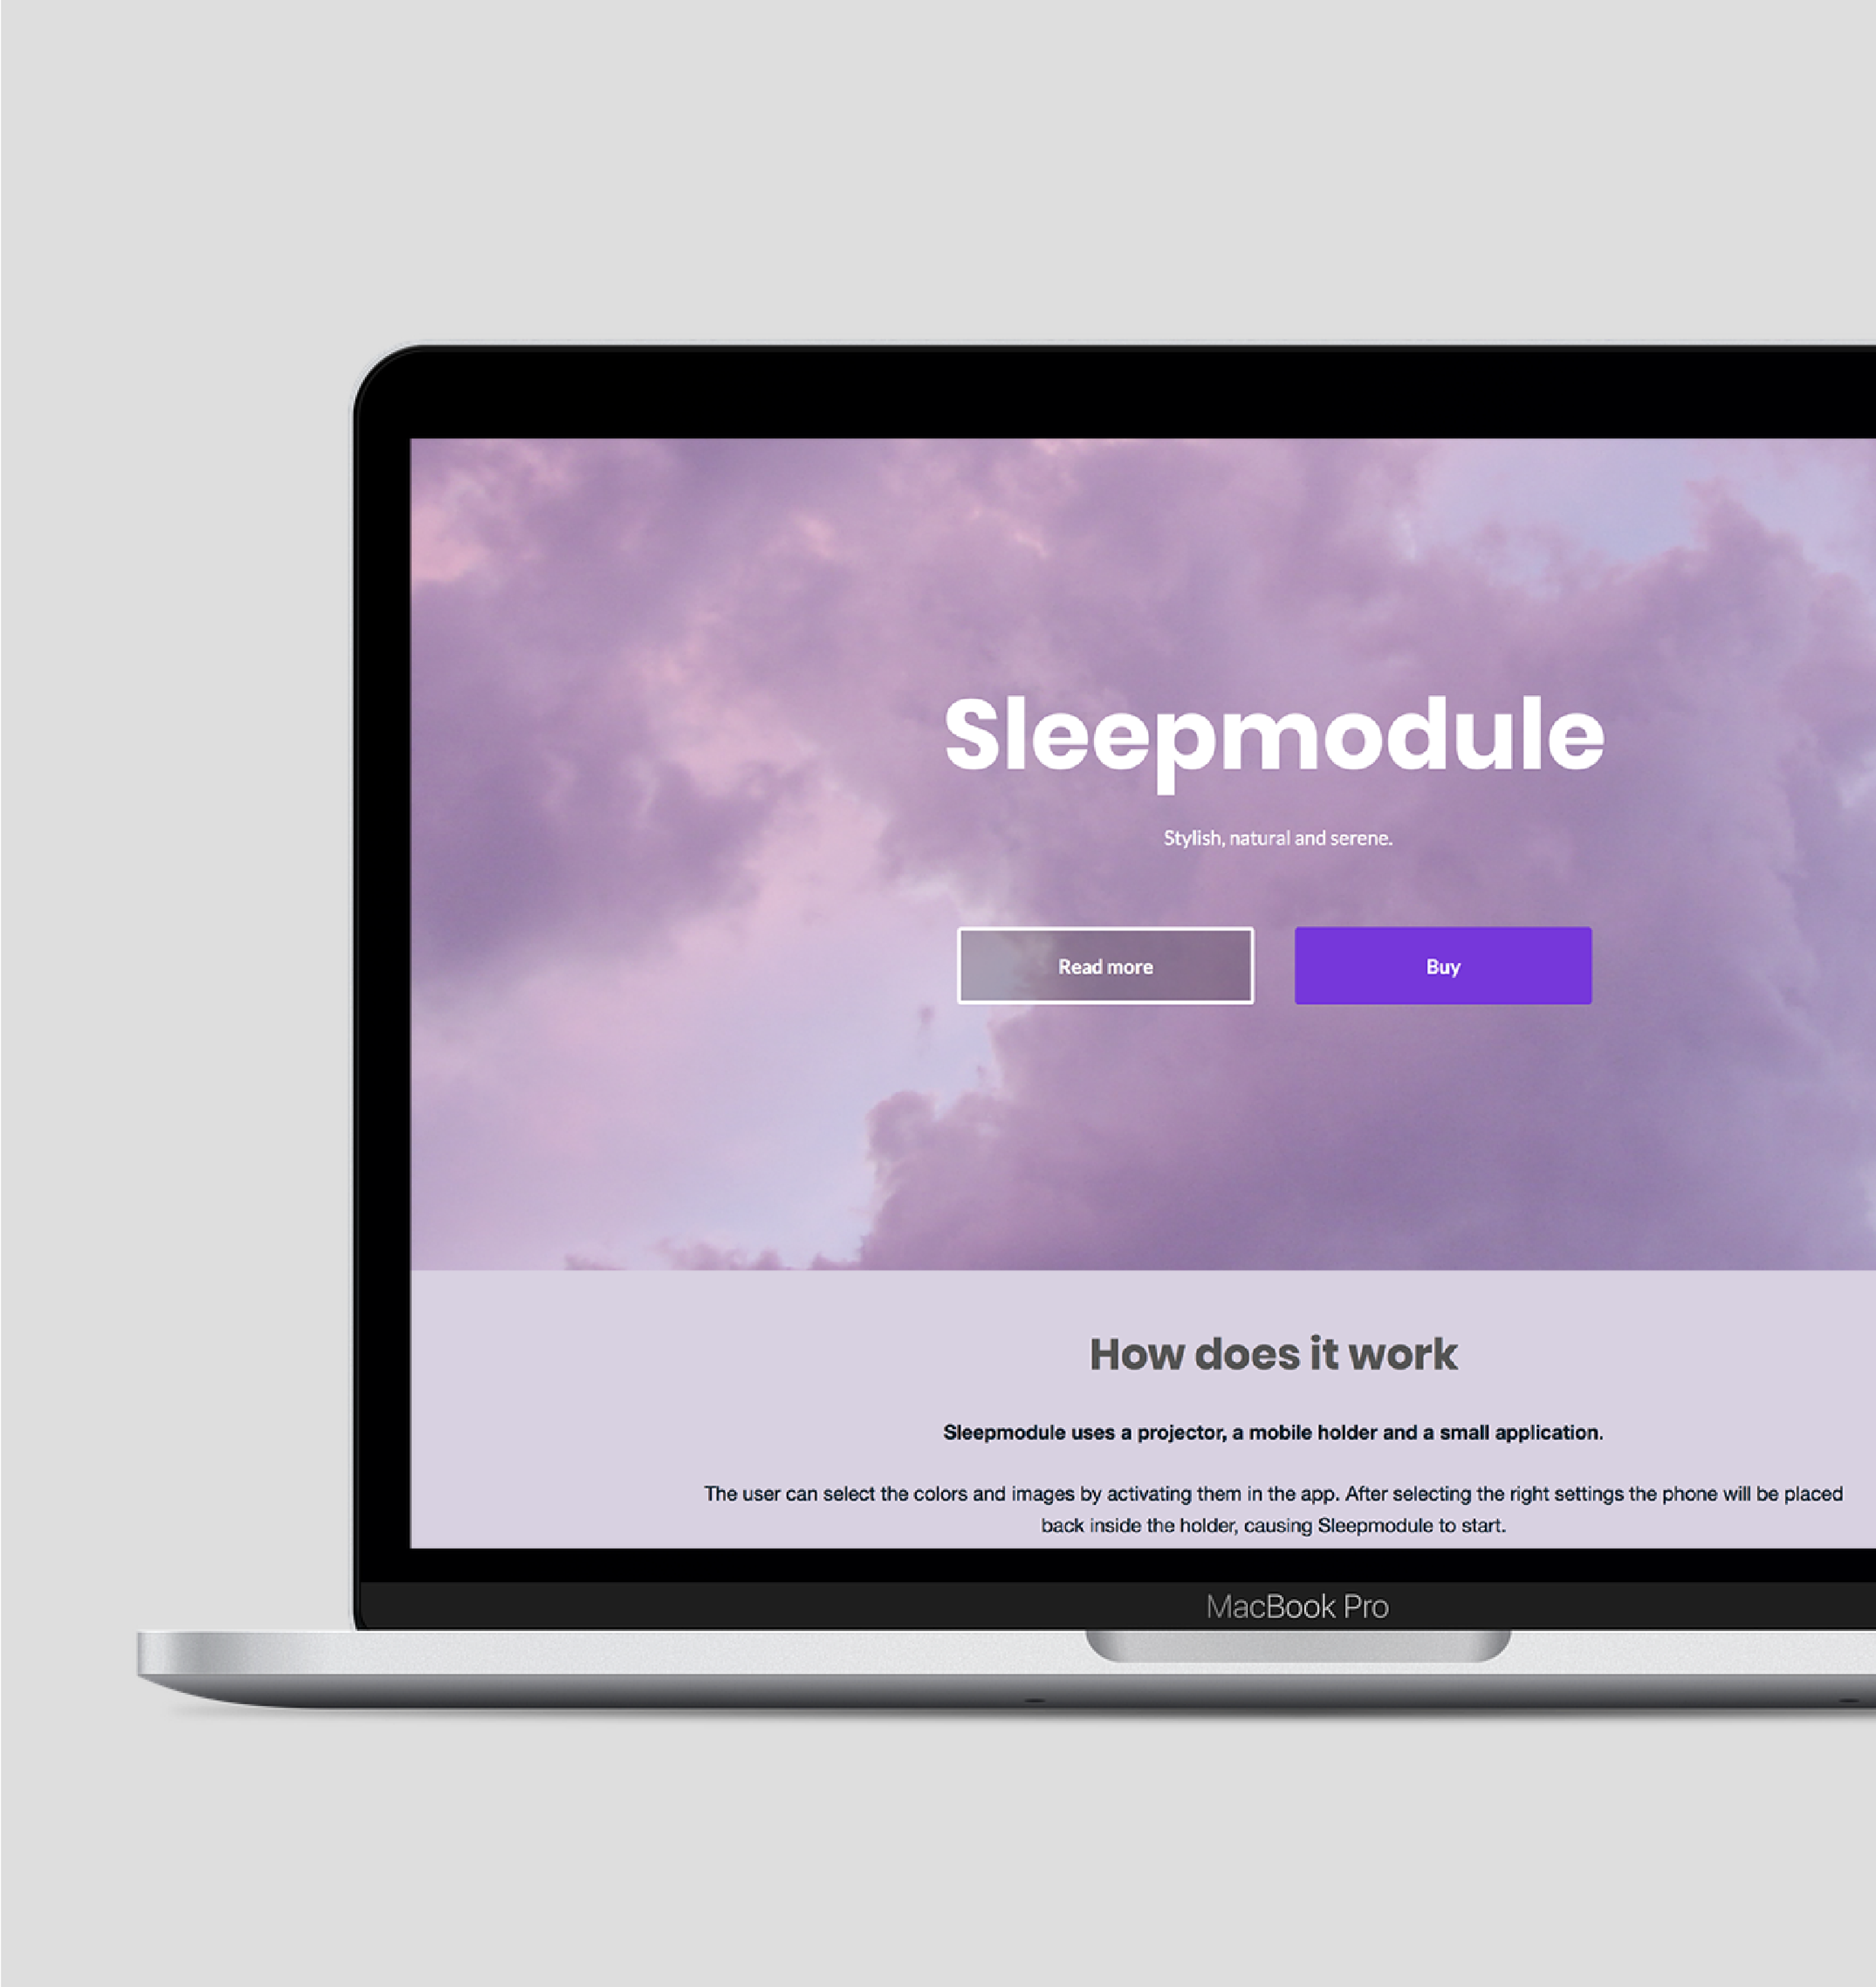 Sleepmodule
Stylish, natural and serene.
Read more
Buy
How does it work
Sleepmodule uses a projector, a mobile holder and a small application.
The user can select the colors and images by activating them in the app. After selecting the right settings the phone will be placed
back inside the holder, causing Sleepmodule to start.
MacBook Pro